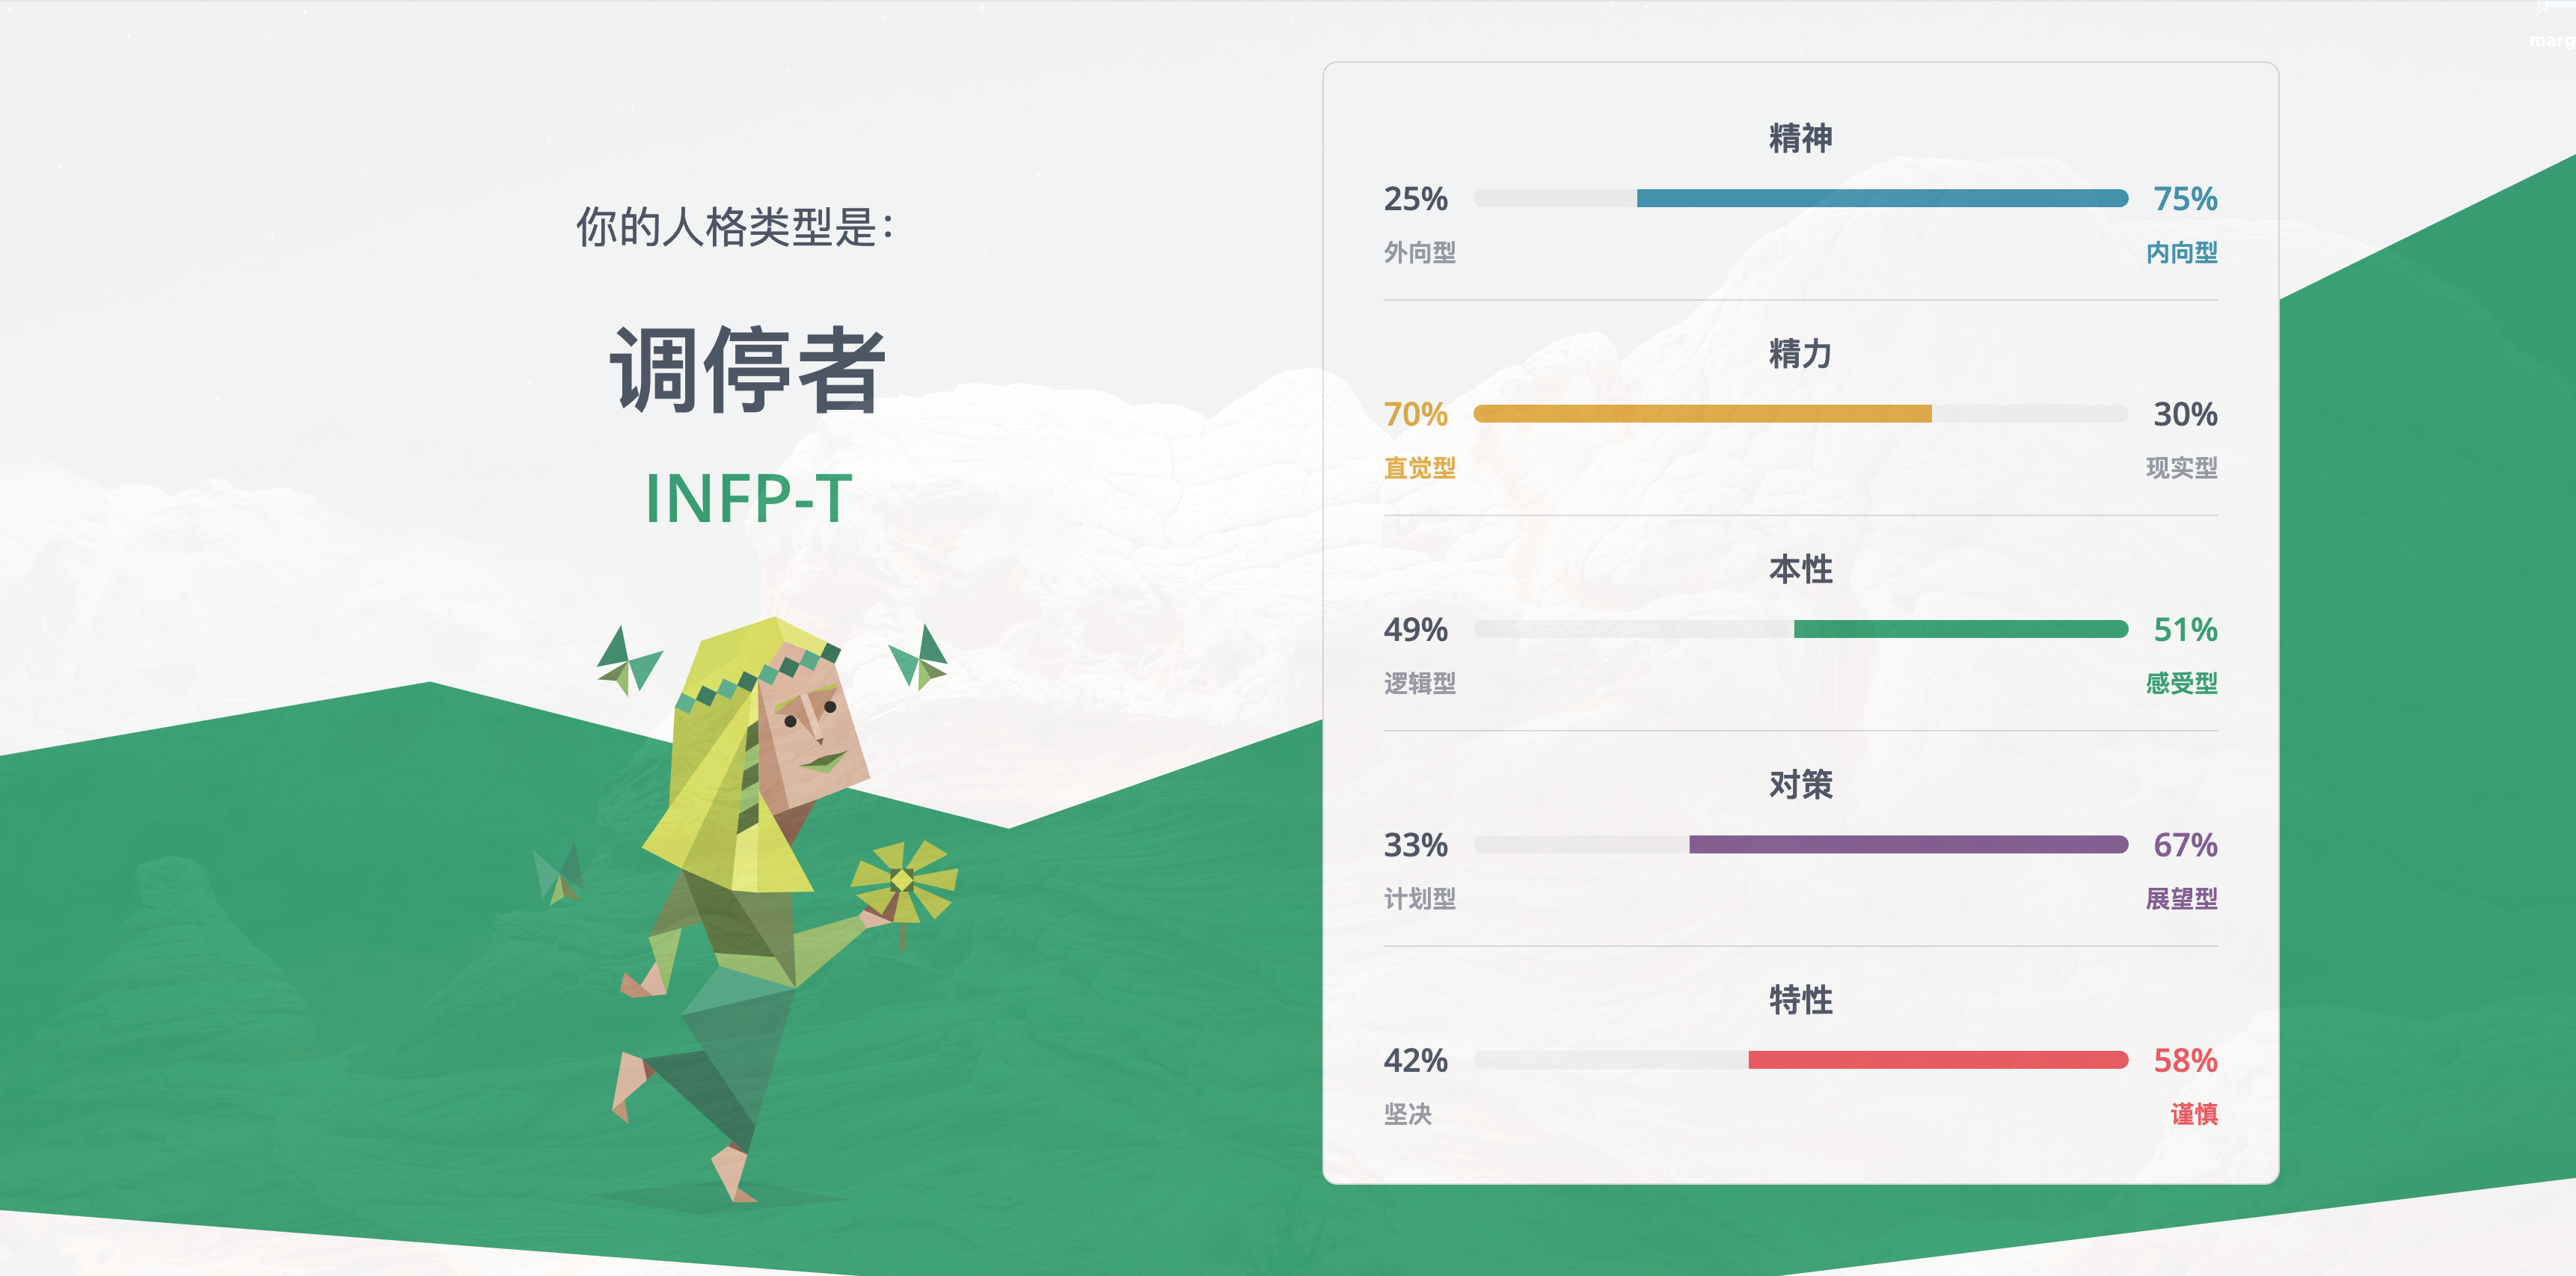 你的人格类型是：
调停者
INFP-T
精神
25% 75%
外向型 内向型
精力
70% 30%
直觉型 现实型
本性
49% 51%
逻辑型 感受型
对策
33% 67%
计划型 展望型
特性
42% 58%
坚决 谨慎
marg